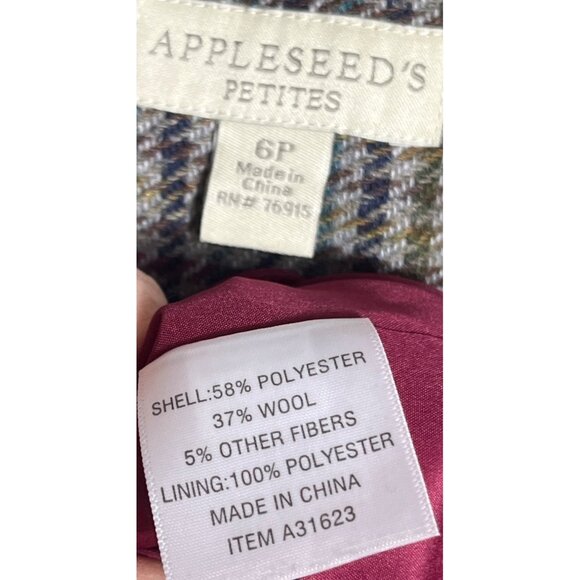 APPLESEED'S
PETITES
6P
Made in
China
RN# 76915
SHELL:58% POLYESTER
37% WOOL
5% OTHER FIBERS
LINING:100% POLYESTER
MADE IN CHINA
ITEM A31623